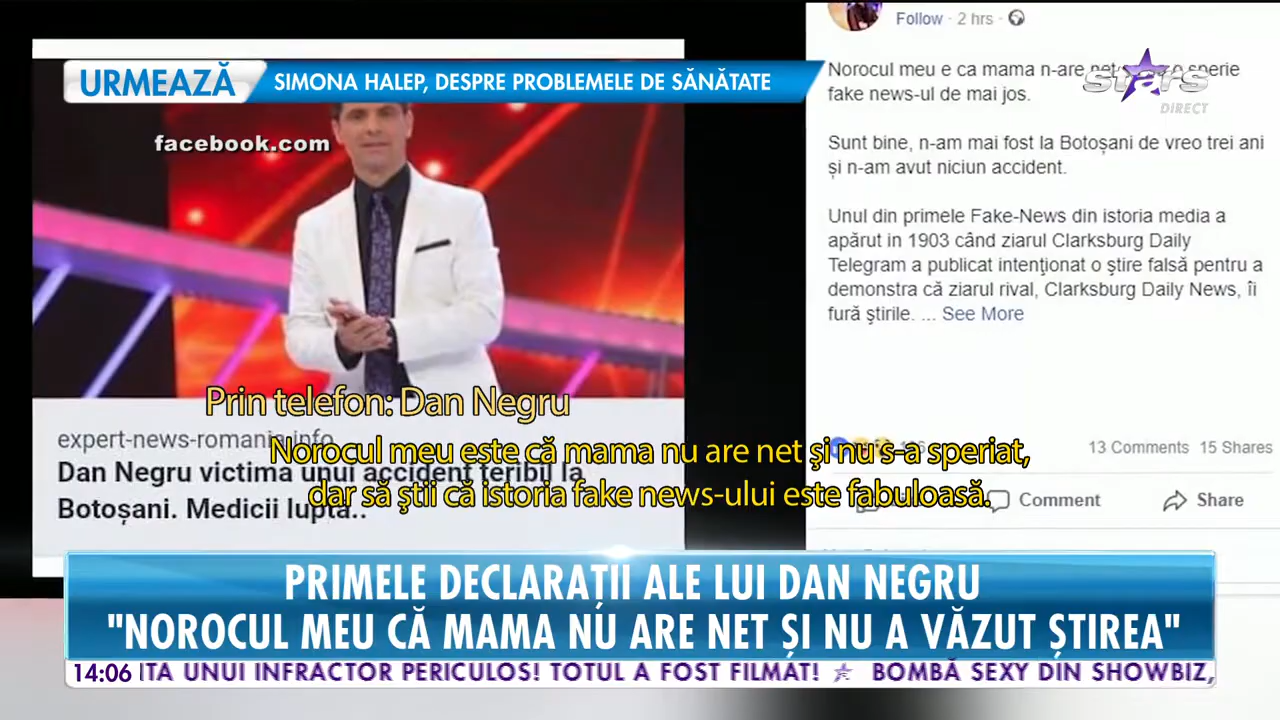 URMEAZĂ
SIMONA HALEP, DESPRE PROBLEMELE DE SĂNĂTATE
facebook.com
Follow · 2 hrs ·
stars
DIRECT
Norocul meu e ca mama n-are net sperie
fake news-ul de mai jos.
Sunt bine, n-am mai fost la Botoșani de vreo trei ani
și n-am avut niciun accident.
Unul din primele Fake-News din istoria media a
apărut in 1903 când ziarul Clarksburg Daily
Telegram a publicat intenţionat o ştire falsă pentru a
demonstra că ziarul rival, Clarksburg Daily News, îi
fură ştirile. ... See More
Prin telefon: Dan Negru
expert-news-romania.info
Norocul meu este că mama nu are net şi nu s-a speriat,
dar să ştii că istoria fake news-ului este fabuloasă.
Dan Negru victima unui accident teribil la
Botoșani. Medicii luptă..
13 Comments 15 Shares
Comment Share
PRIMELE DECLARAȚII ALE LUI DAN NEGRU
"NOROCUL MEU CĂ MAMA NU ARE NET ȘI NU A VĂZUT ȘTIREA"
14:06 ITA UNUI INFRACTOR PERICULOS! TOTUL A FOST FILMAT! BOMBĂ SEXY DIN SHOWBIZ,